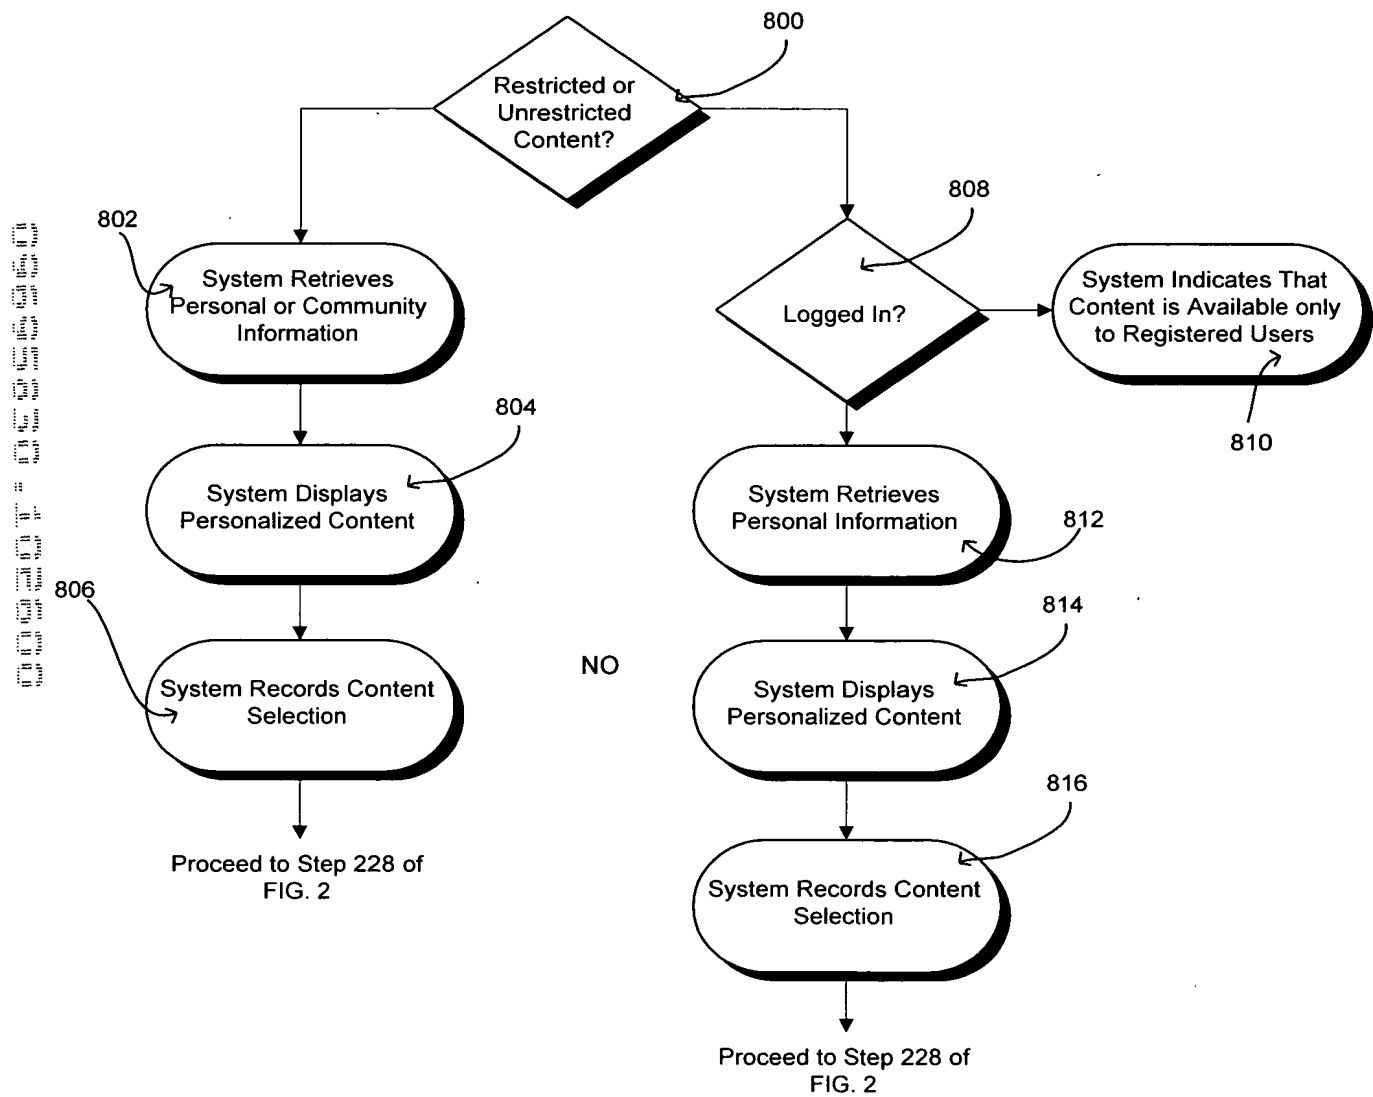 800
Restricted or
Unrestricted
Content?
808
802
System Retrieves
Personal or Community
Information
Logged In?
System Indicates That
Content is Available only
to Registered Users
810
804
System Displays
Personalized Content
System Retrieves
Personal Information
812
806
814
System Records Content
Selection
NO
System Displays
Personalized Content
816
Proceed to Step 228 of
FIG. 2
System Records Content
Selection
Proceed to Step 228 of
FIG. 2